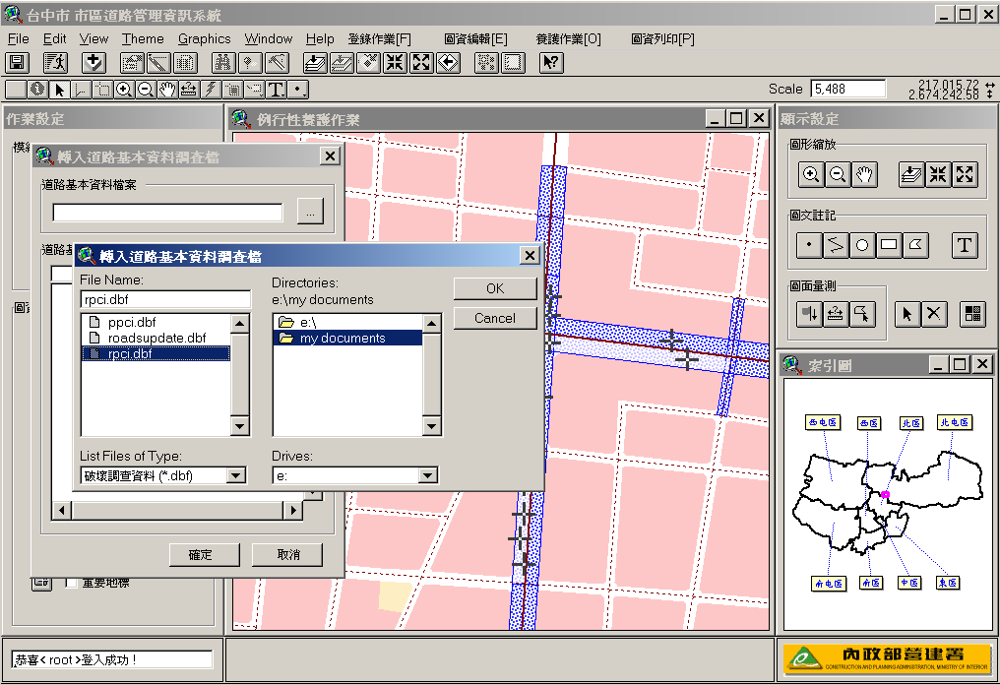 台中市 市區道路管理資訊系統
File Edit View Theme Graphics Window Help 登錄作業[F] 圖資編輯[E] 養護作業[O] 圖資列印[P]
Scale 5,488
217,015.72
2,674,242.58
作業設定
例行性養護作業
顯示設定
轉入道路基本資料調查檔
道路基本資料檔案
...
轉入道路基本資料調查檔
File Name:
rpci.dbf
ppci.dbf
roadsupdate.dbf
rpci.dbf
List Files of Type:
破壞調查資料 (*.dbf)
Directories:
e:\my documents
e:\
my documents
Drives:
e:
OK
Cancel
確定
取消
重要地標
圖形縮放
圖文註記
T
圖面量測
索引圖
西屯區
西區
北區
北屯區
南屯區
南區
中區
東區
恭喜< root >登入成功！
內政部營建署
CONSTRUCTION AND PLANNING ADMINISTRATION, MINISTRY OF INTERIOR